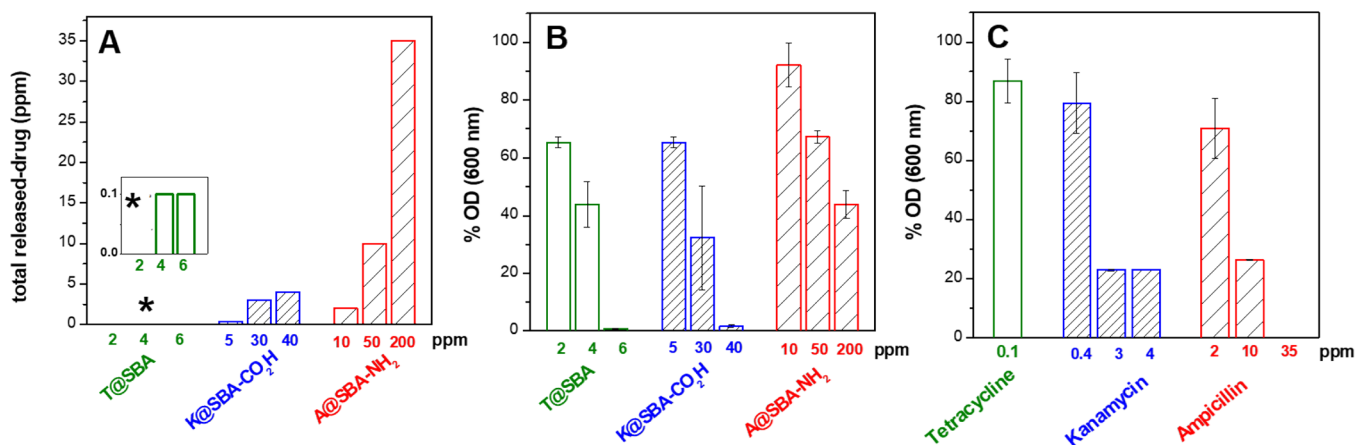 A
total released-drug (ppm)
35
30
25
20
15
10
5
0
0.1
0.0
*
2 4 6
*
2 4 6 5 30 40 10 50 200 ppm
T@SBA
K@SBA-CO2H
A@SBA-NH2
B
% OD (600 nm)
100
80
60
40
20
0
2 4 6 5 30 40 10 50 200 ppm
T@SBA
K@SBA-CO2H
A@SBA-NH2
C
% OD (600 nm)
100
80
60
40
20
0
0.1 0.4 3 4 2 10 35 ppm
Tetracycline
Kanamycin
Ampicillin